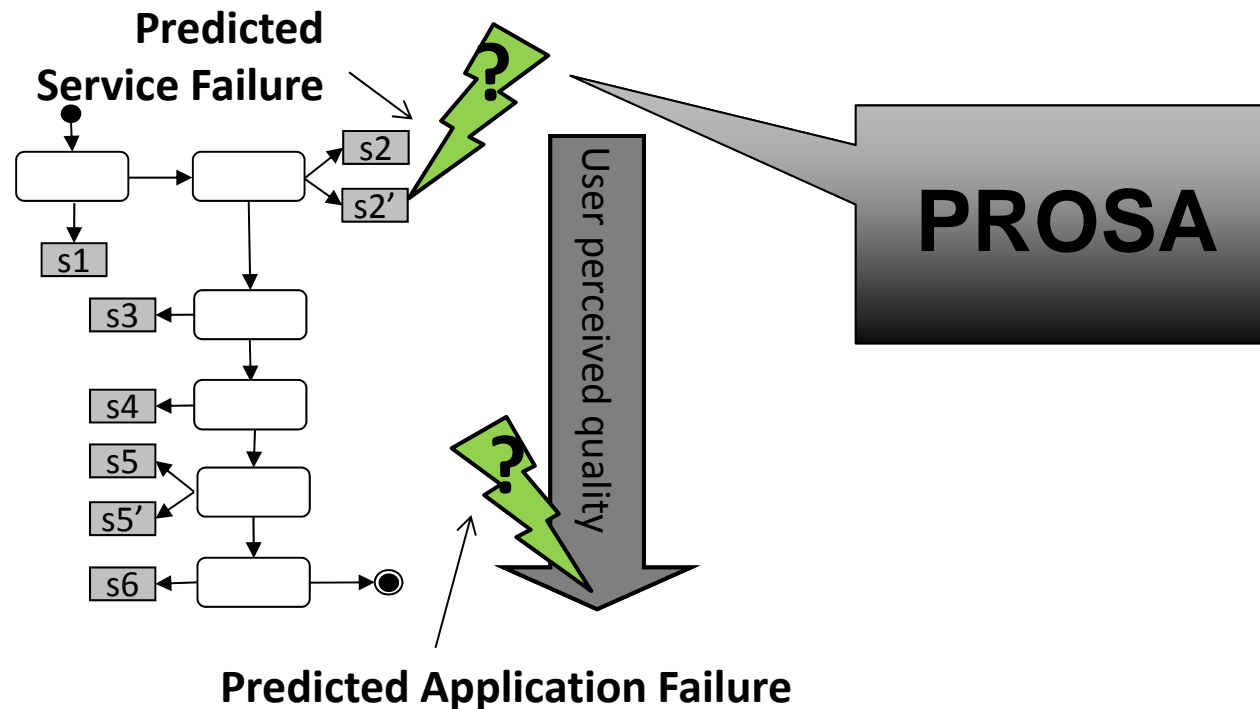 Predicted
Service Failure
?
s2
s2’
s1
s3
s4
s5
s5’
s6
User perceived quality
?
PROSA
Predicted Application Failure